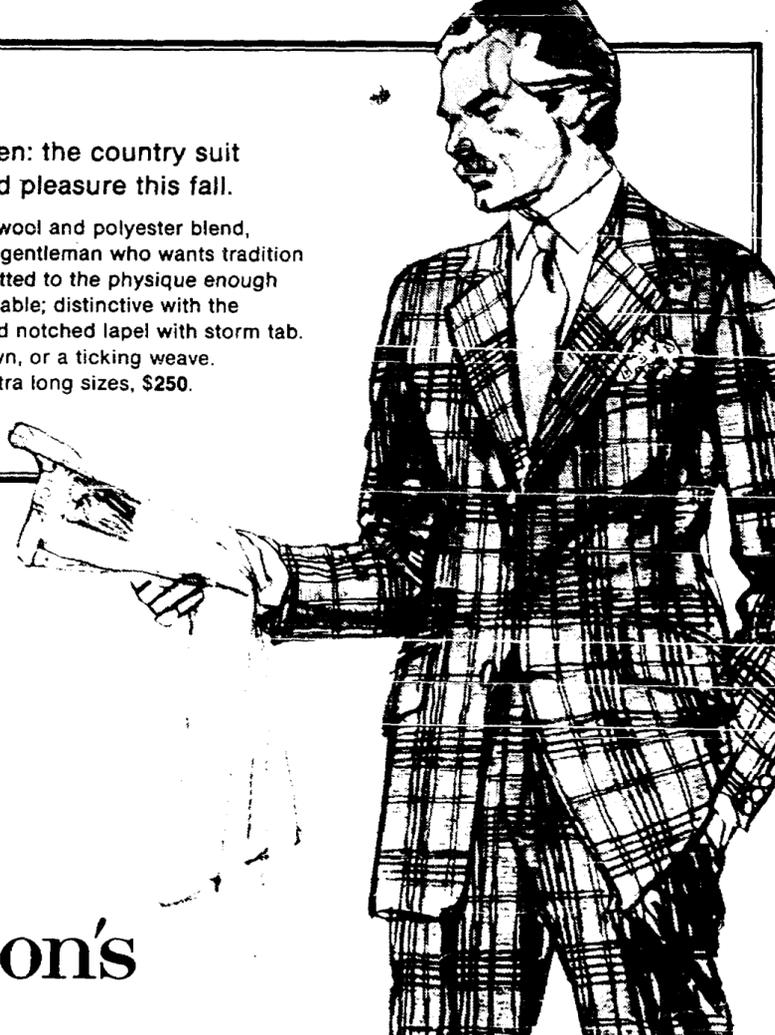 en: the country suit
d pleasure this fall.
wool and polyester blend,
gentleman who wants tradition
tted to the physique enough
able; distinctive with the
d notched lapel with storm tab.
vn, or a ticking weave.
tra long sizes, $250.
on's